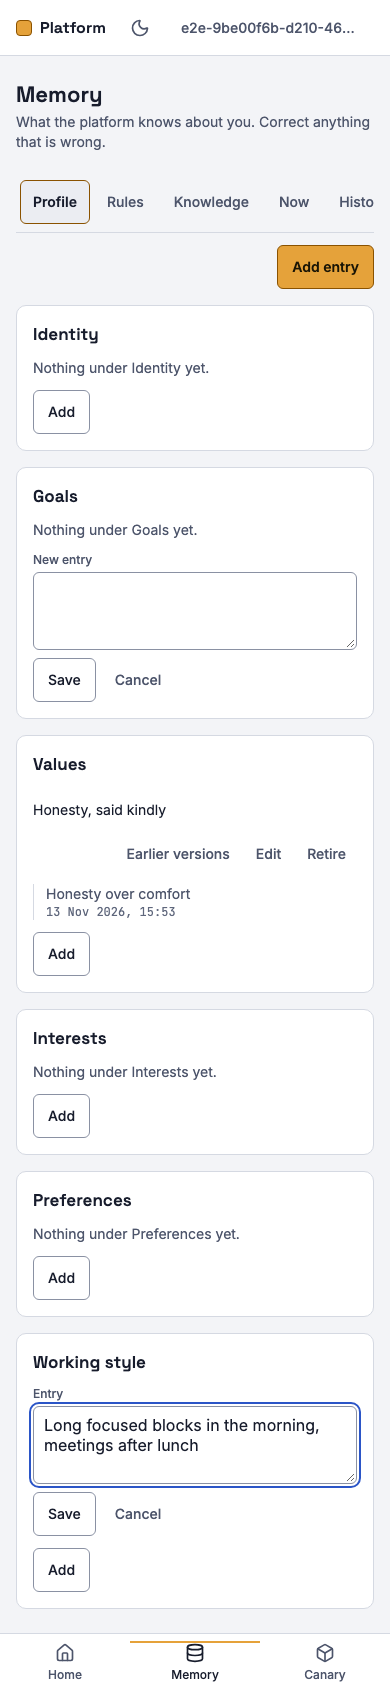 Platform
e2e-9be00f6b-d210-46…
Memory
What the platform knows about you. Correct anything
that is wrong.
Profile
Rules
Knowledge
Now
Histo
Add entry
Identity
Nothing under Identity yet.
Add
Goals
Nothing under Goals yet.
New entry
Save
Cancel
Values
Honesty, said kindly
Earlier versions
Edit
Retire
Honesty over comfort
13 Nov 2026, 15:53
Add
Interests
Nothing under Interests yet.
Add
Preferences
Nothing under Preferences yet.
Add
Working style
Entry
Long focused blocks in the morning,
meetings after lunch
Save
Cancel
Add
Home
Memory
Canary